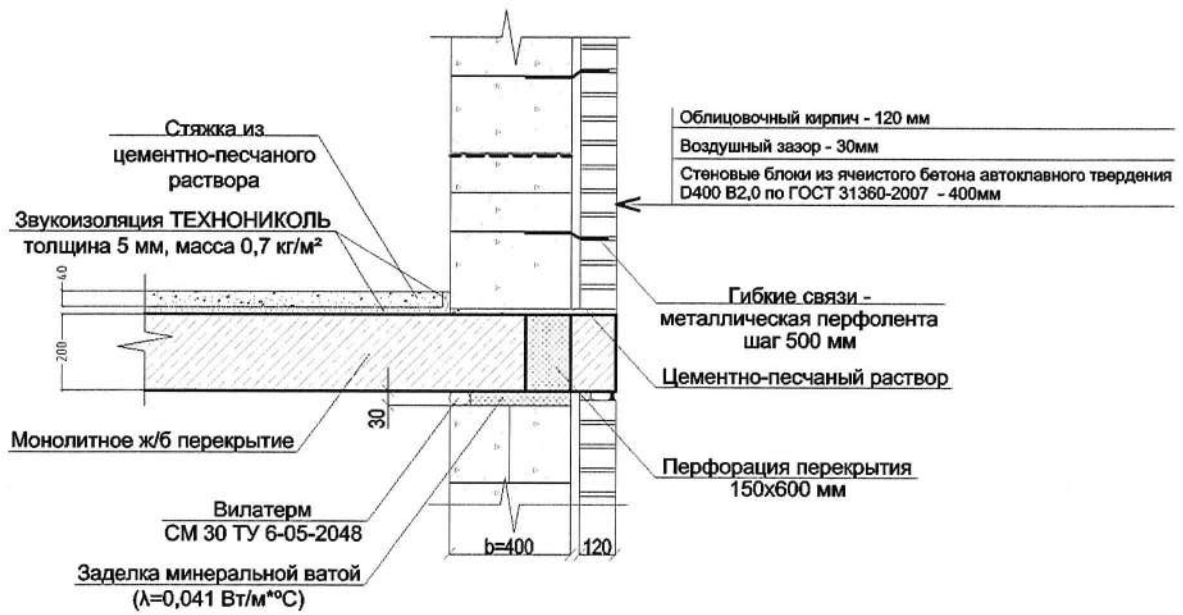 Стяжка из
цементно-песчаного
раствора
Звукоизоляция ТЕХНОНИКОЛЬ
толщина 5 мм, масса 0,7 кг/м²
40
200
30
Монолитное ж/б перекрытие
Вилатерм
СМ 30 ТУ 6-05-2048
Заделка минеральной ватой
(λ=0,041 Вт/м*ºС)
b=400
120
Облицовочный кирпич - 120 мм
Воздушный зазор - 30мм
Стеновые блоки из ячеистого бетона автоклавного твердения
D400 В2,0 по ГОСТ 31360-2007 - 400мм
Гибкие связи -
металлическая перфолента
шаг 500 мм
Цементно-песчаный раствор
Перфорация перекрытия
150х600 мм